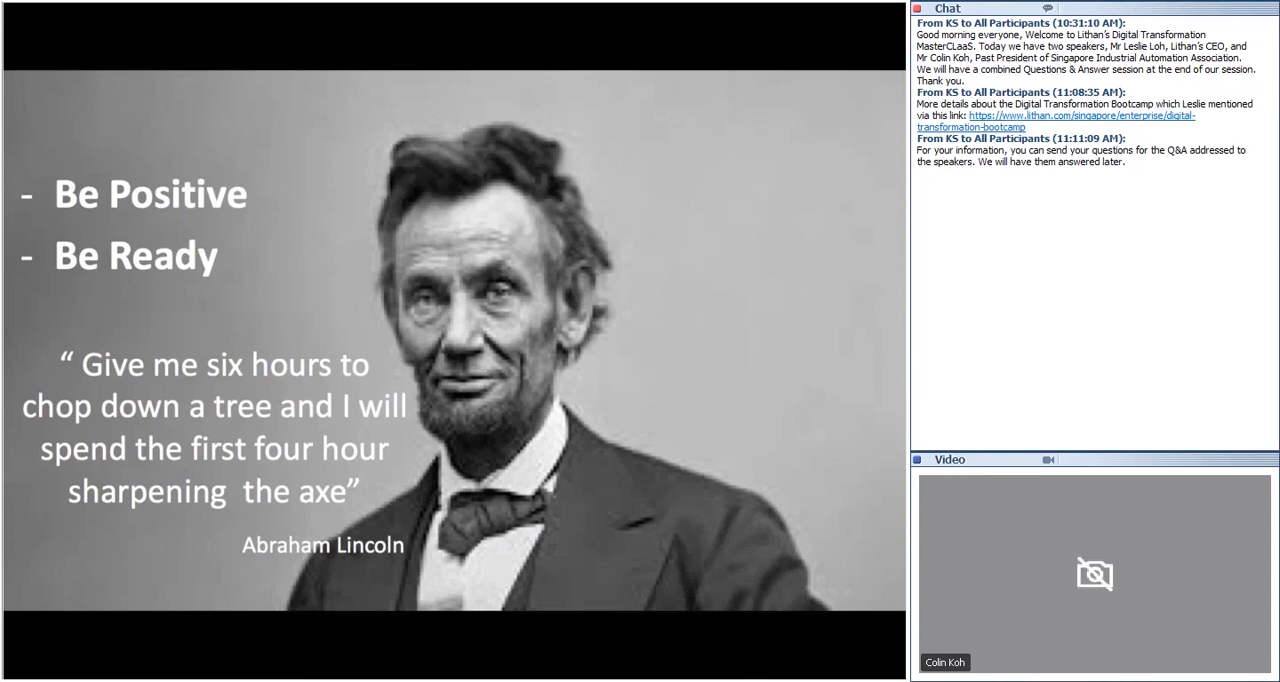 - Be Positive
- Be Ready
“ Give me six hours to
chop down a tree and I will
spend the first four hour
sharpening the axe”
Abraham Lincoln
Chat
From KS to All Participants (10:31:10 AM):
Good morning everyone, Welcome to Lithan's Digital Transformation
MasterCLaaS. Today we have two speakers, Mr Leslie Loh, Lithan's CEO, and
Mr Colin Koh, Past President of Singapore Industrial Automation Association.
We will have a combined Questions & Answer session at the end of our session.
Thank you.
From KS to All Participants (11:08:35 AM):
More details about the Digital Transformation Bootcamp which Leslie mentioned
via this link: https://www.lithan.com/singapore/enterprise/digital-
transformation-bootcamp
From KS to All Participants (11:11:09 AM):
For your information, you can send your questions for the Q&A addressed to
the speakers. We will have them answered later.
Video
Colin Koh